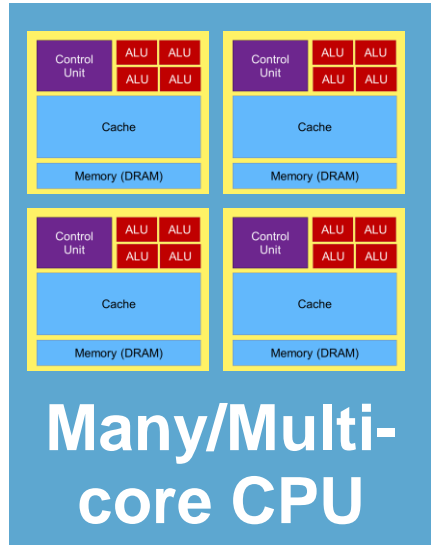 Control
Unit
ALU ALU
ALU ALU
Cache
Memory (DRAM)
Control
Unit
ALU ALU
ALU ALU
Cache
Memory (DRAM)
Control
Unit
ALU ALU
ALU ALU
Cache
Memory (DRAM)
Control
Unit
ALU ALU
ALU ALU
Cache
Memory (DRAM)
Many/Multi-
core CPU